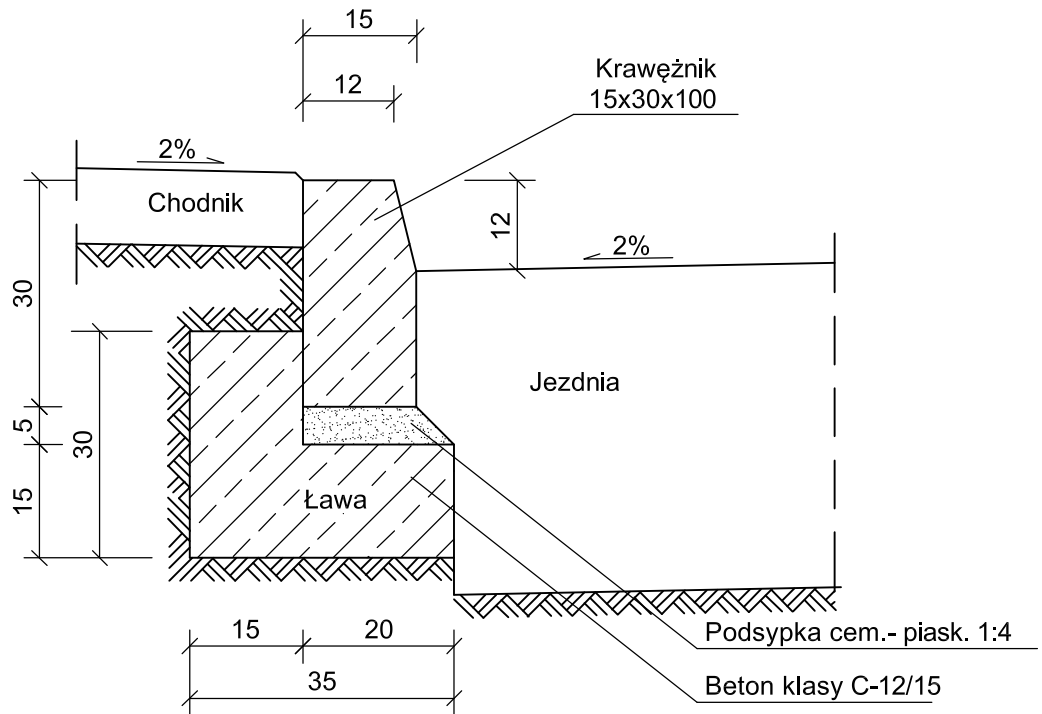 15
12
Krawężnik
15x30x100
2%
Chodnik
12
2%
30
Jezdnia
5
30
15
Ława
15
20
35
Podsypka cem.- piask. 1:4
Beton klasy C-12/15